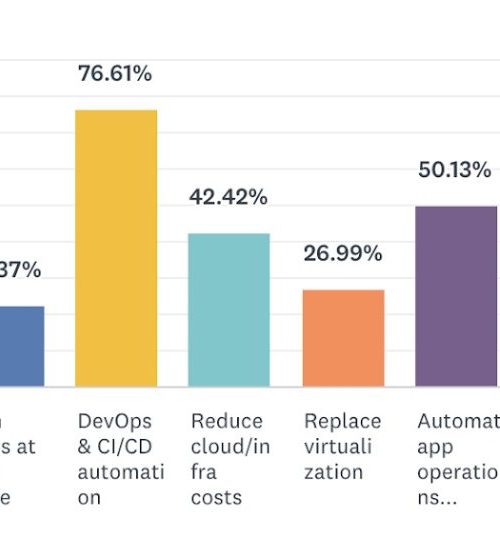 76.61%
50.13%
42.42%
26.99%
37%
DevOps
& CI/CD
automati
on
Reduce
cloud/in
fra
costs
Replace
virtuali
zation
Automat
app
operatio
ns...
s at
e